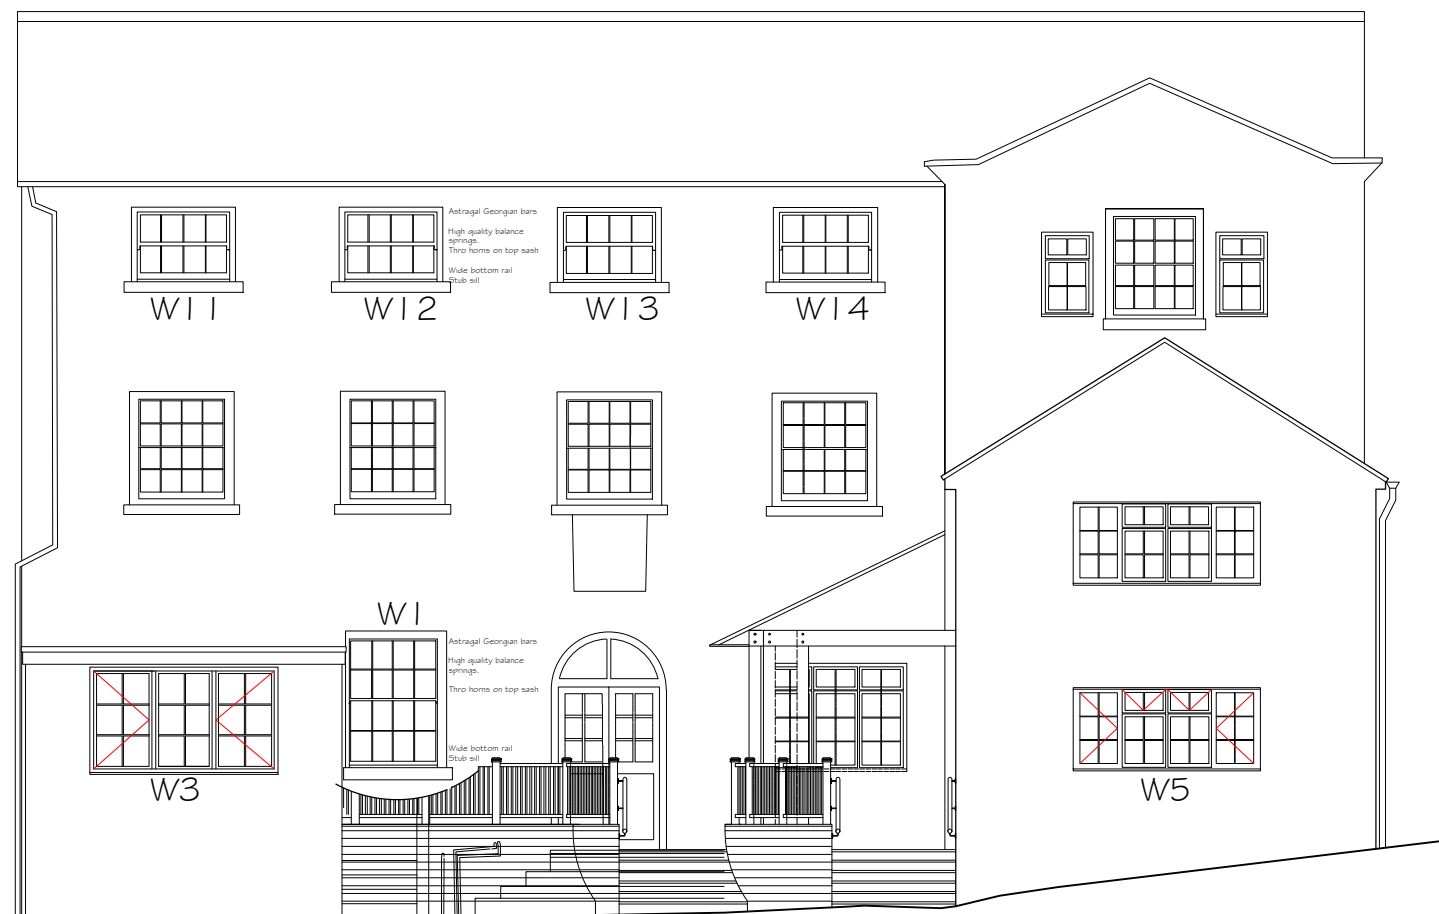 Astragal Georgian bars
High quality balance
springs.
Thro horns on top sash
Wide bottom rail
Stub sill
W11
W12
W13
W14
W1
Astragal Georgian bars
High quality balance
springs.
Thro horns on top sash
Wide bottom rail
Stub sill
W3
W5